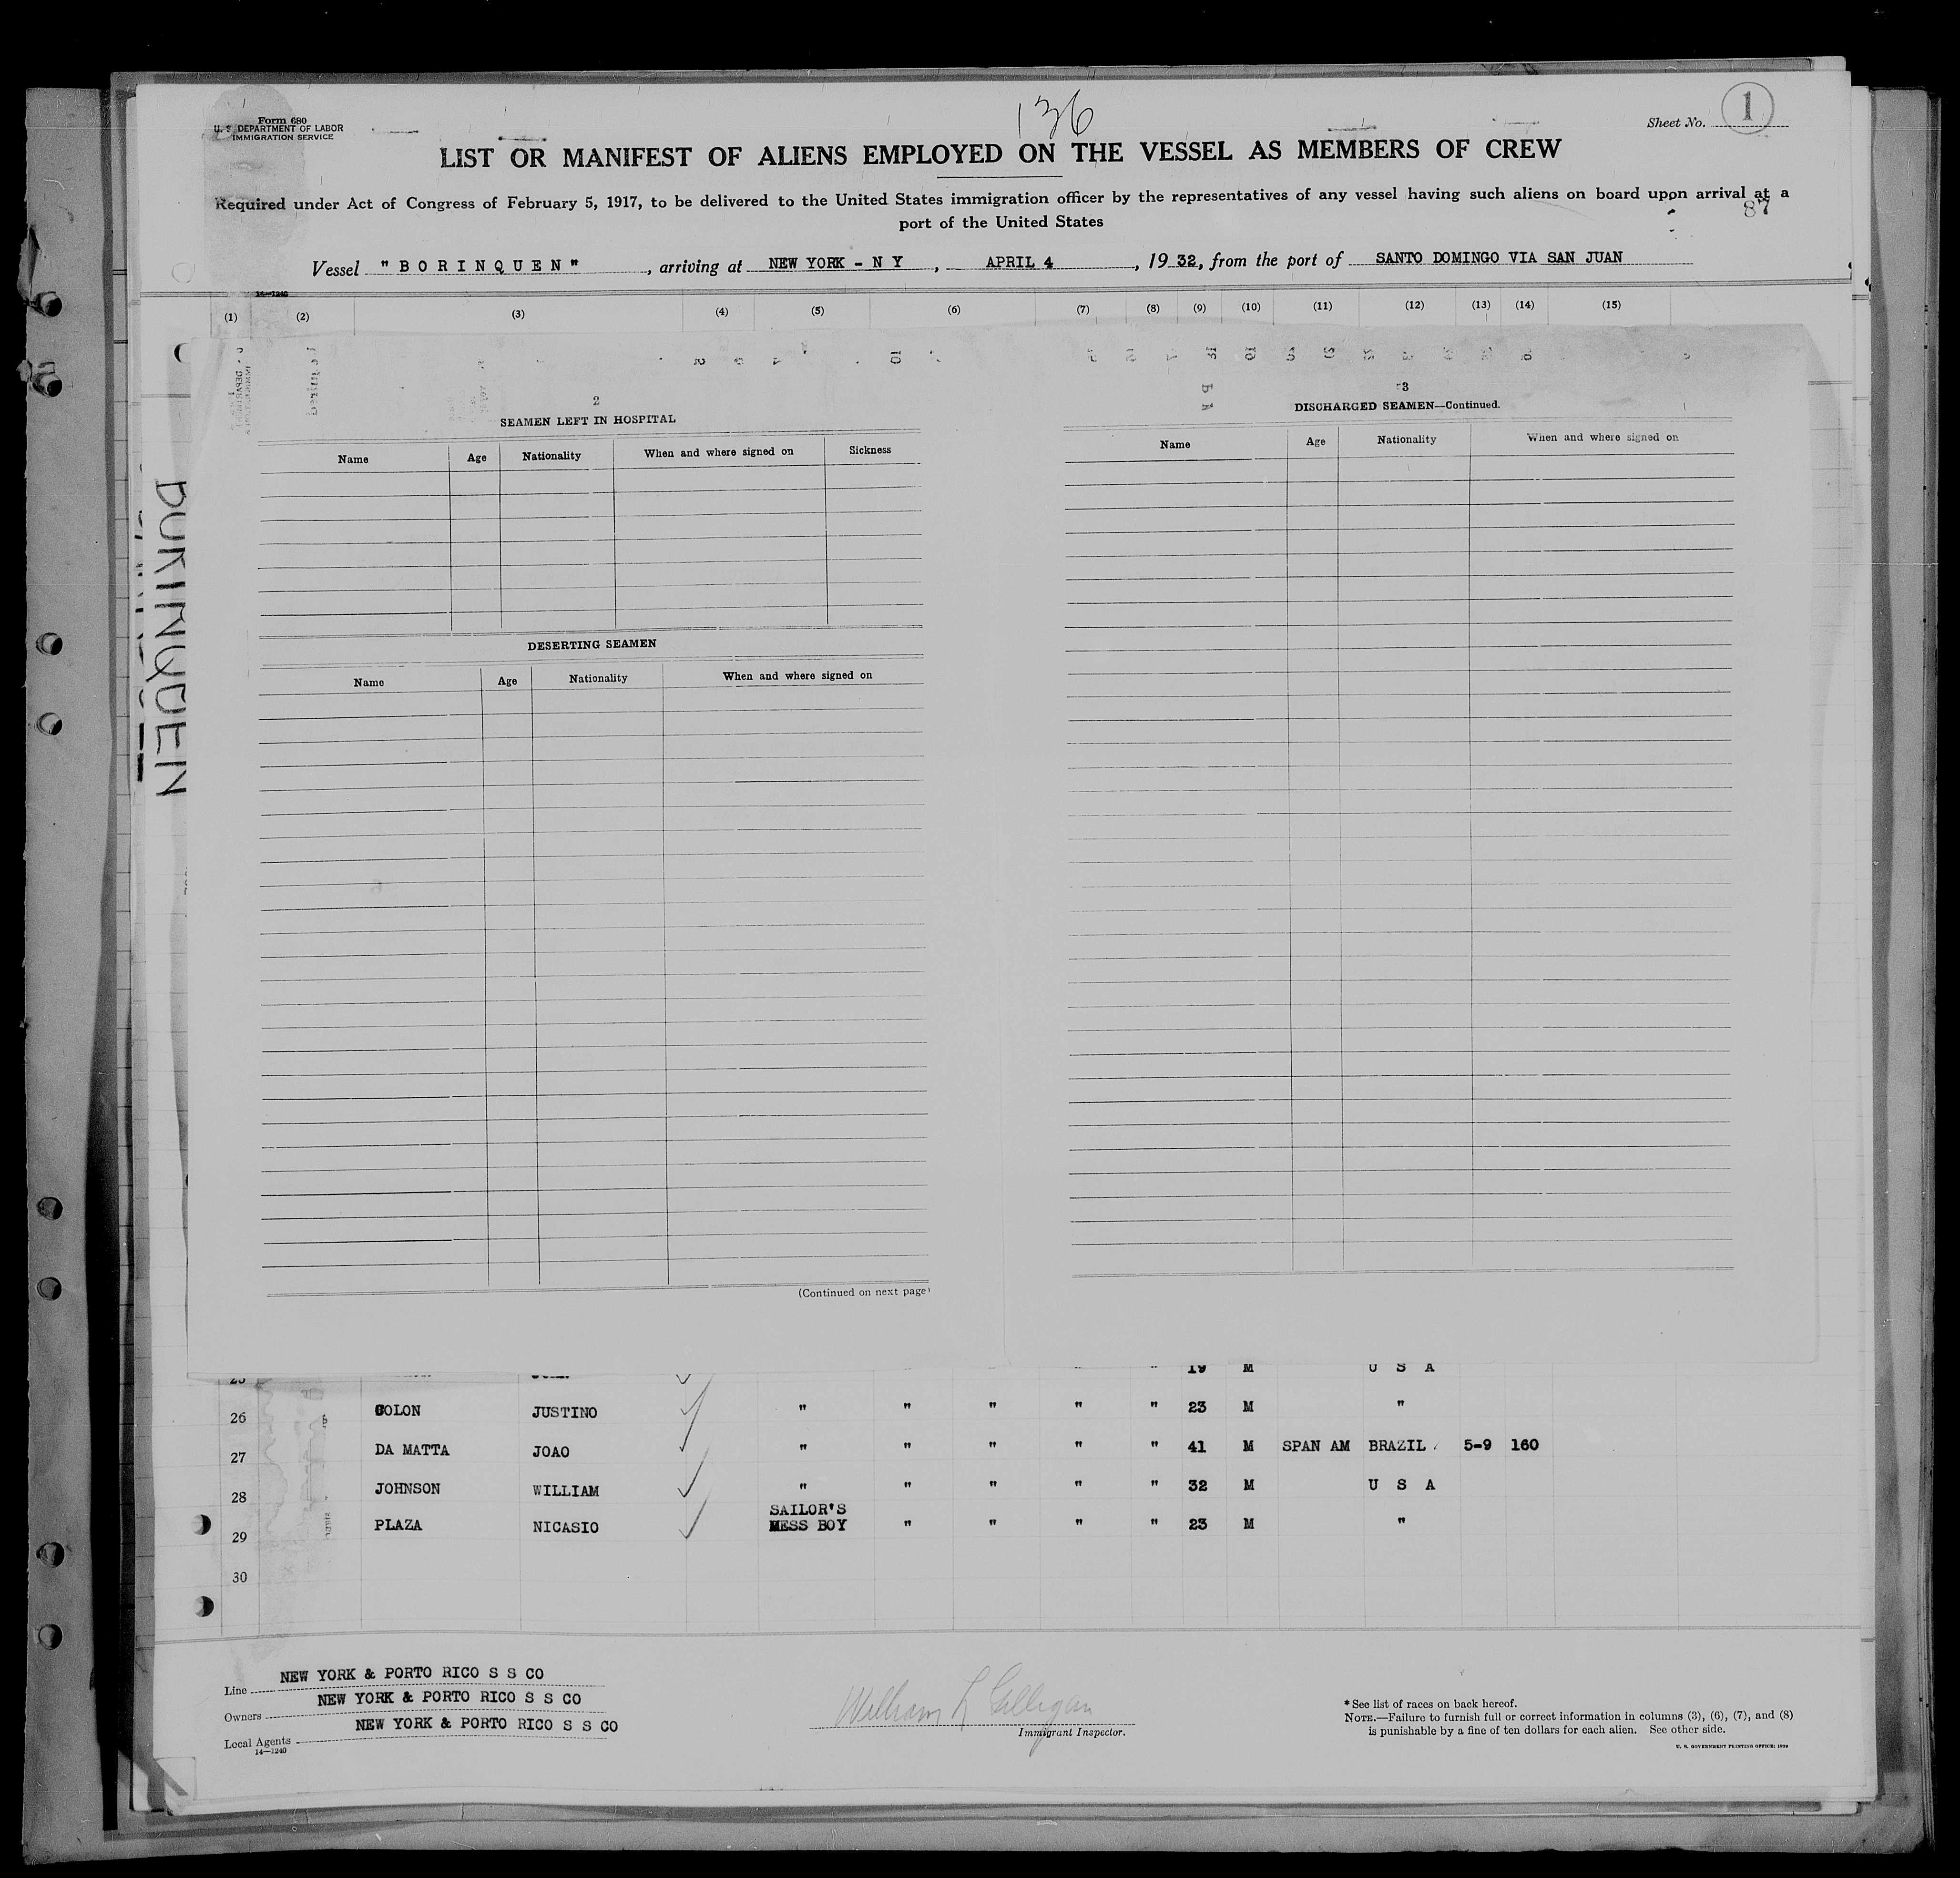 Form 680
U. S. DEPARTMENT OF LABOR
IMMIGRATION SERVICE
136
Sheet No. 1
LIST OR MANIFEST OF ALIENS EMPLOYED ON THE VESSEL AS MEMBERS OF CREW
Required under Act of Congress of February 5, 1917, to be delivered to the United States immigration officer by the representatives of any vessel having such aliens on board upon arrival at a
port of the United States
87
Vessel "BORINQUEN", arriving at NEW YORK - N Y, APRIL 4, 1932, from the port of SANTO DOMINGO VIA SAN JUAN
14—1240
(1) (2) (3) (4) (5) (6) (7) (8) (9) (10) (11) (12) (13) (14) (15)
BORINQUEN
2
SEAMEN LEFT IN HOSPITAL
Name Age Nationality When and where signed on Sickness
DESERTING SEAMEN
Name Age Nationality When and where signed on
(Continued on next page)
3
DISCHARGED SEAMEN—Continued.
Name Age Nationality When and where signed on
25 19 M U S A
26 COLON JUSTINO " " " " " 23 M "
27 DA MATTA JOAO " " " " " 41 M SPAN AM BRAZIL 5-9 160
28 JOHNSON WILLIAM " " " " " 32 M U S A
29 PLAZA NICASIO SAILOR'S MESS BOY " " " " 23 M "
30
Line NEW YORK & PORTO RICO S S CO
Owners NEW YORK & PORTO RICO S S CO
Local Agents NEW YORK & PORTO RICO S S CO
14—1240
William L Gilligan
Immigrant Inspector.
* See list of races on back hereof.
NOTE.—Failure to furnish full or correct information in columns (3), (6), (7), and (8)
is punishable by a fine of ten dollars for each alien. See other side.
U. S. GOVERNMENT PRINTING OFFICE: